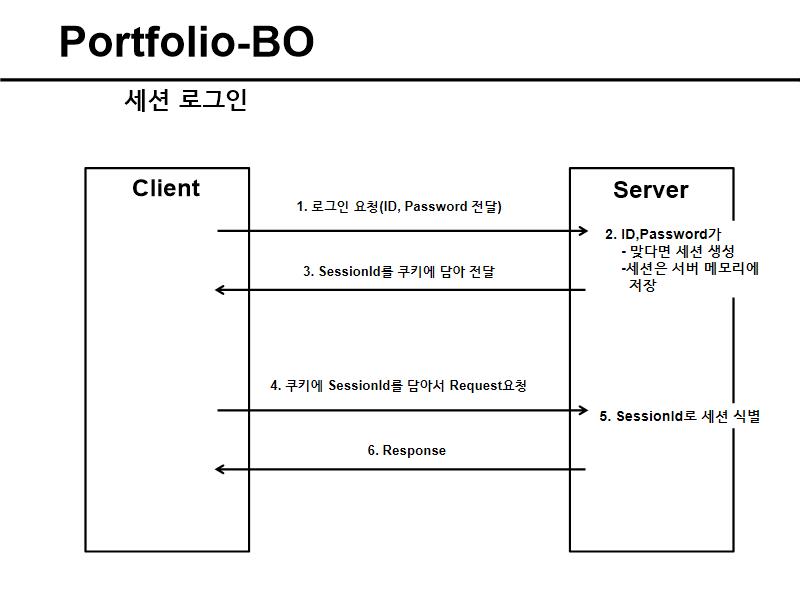 Portfolio-BO
세션 로그인
Client
Server
1. 로그인 요청(ID, Password 전달)
2. ID,Password가
- 맞다면 세션 생성
-세션은 서버 메모리에
저장
3. SessionId를 쿠키에 담아 전달
4. 쿠키에 SessionId를 담아서 Request요청
5. SessionId로 세션 식별
6. Response